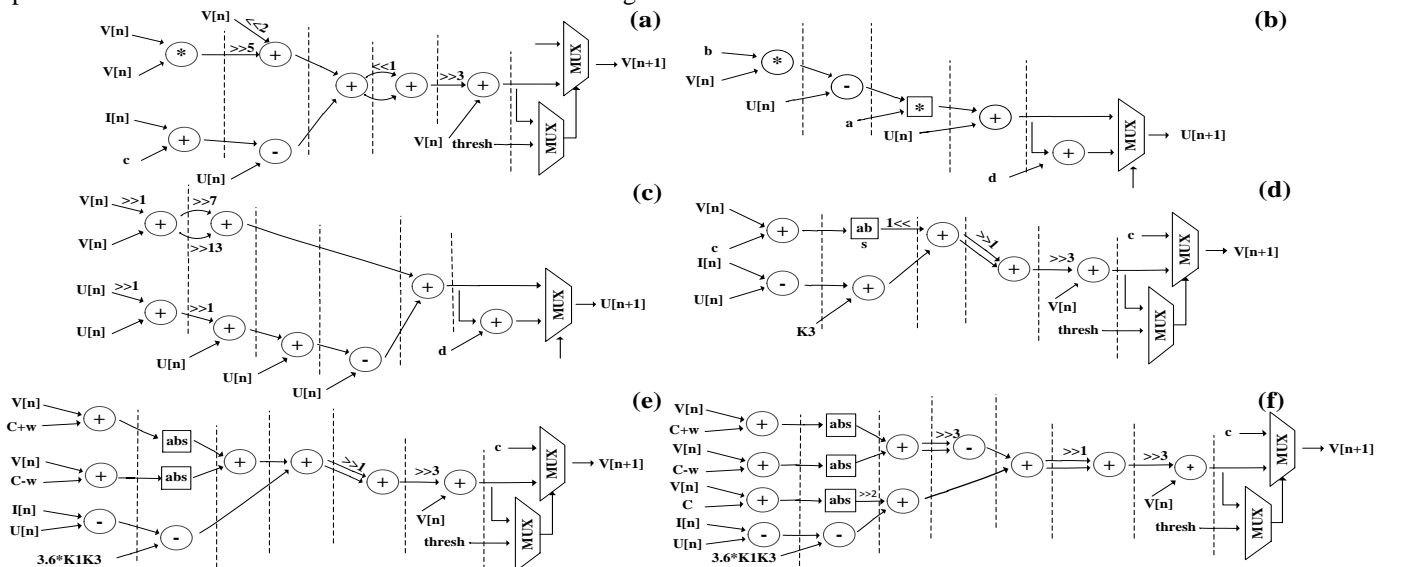 V[n] <<2 (a) (b)
V[n] * >>5 + MUX V[n+1]
V[n] <<1 >>3
+ + +
I[n] + c - U[n] V[n] thresh MUX
b * V[n] - U[n] * a + U[n] MUX U[n+1]
+ d
(c) (d)
V[n] >>1 + V[n] >>7 >>13 +
U[n] >>1 + U[n] >>1 + U[n] + U[n] - U[n]
+ + d MUX U[n+1]
V[n] + c ab s 1<< + >>1 + >>3 + V[n]
I[n] - U[n] + K3
c MUX V[n+1]
thresh MUX
(e) (f)
V[n] + C+w abs
V[n] + C-w abs + + >>1 + >>3 + V[n]
I[n] - U[n] - 3.6*K1K3
c MUX V[n+1]
thresh MUX
V[n] + C+w abs
V[n] + C-w abs + >>3 -
V[n] + C abs >>2 +
I[n] - U[n] - 3.6*K1K3
+ >>1 + >>3 + V[n]
c MUX V[n+1]
thresh MUX